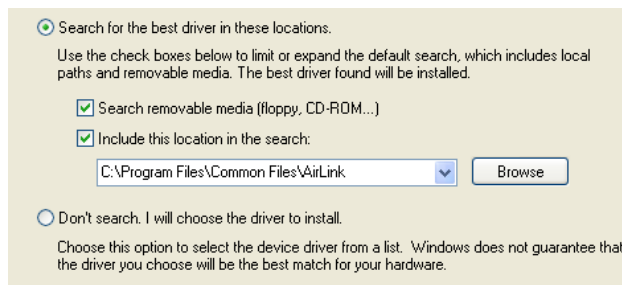 Search for the best driver in these locations.
Use the check boxes below to limit or expand the default search, which includes local
paths and removable media. The best driver found will be installed.
Search removable media (floppy, CD-ROM...)
Include this location in the search:
C:\Program Files\Common Files\AirLink
Browse
Don't search. I will choose the driver to install.
Choose this option to select the device driver from a list. Windows does not guarantee that
the driver you choose will be the best match for your hardware.